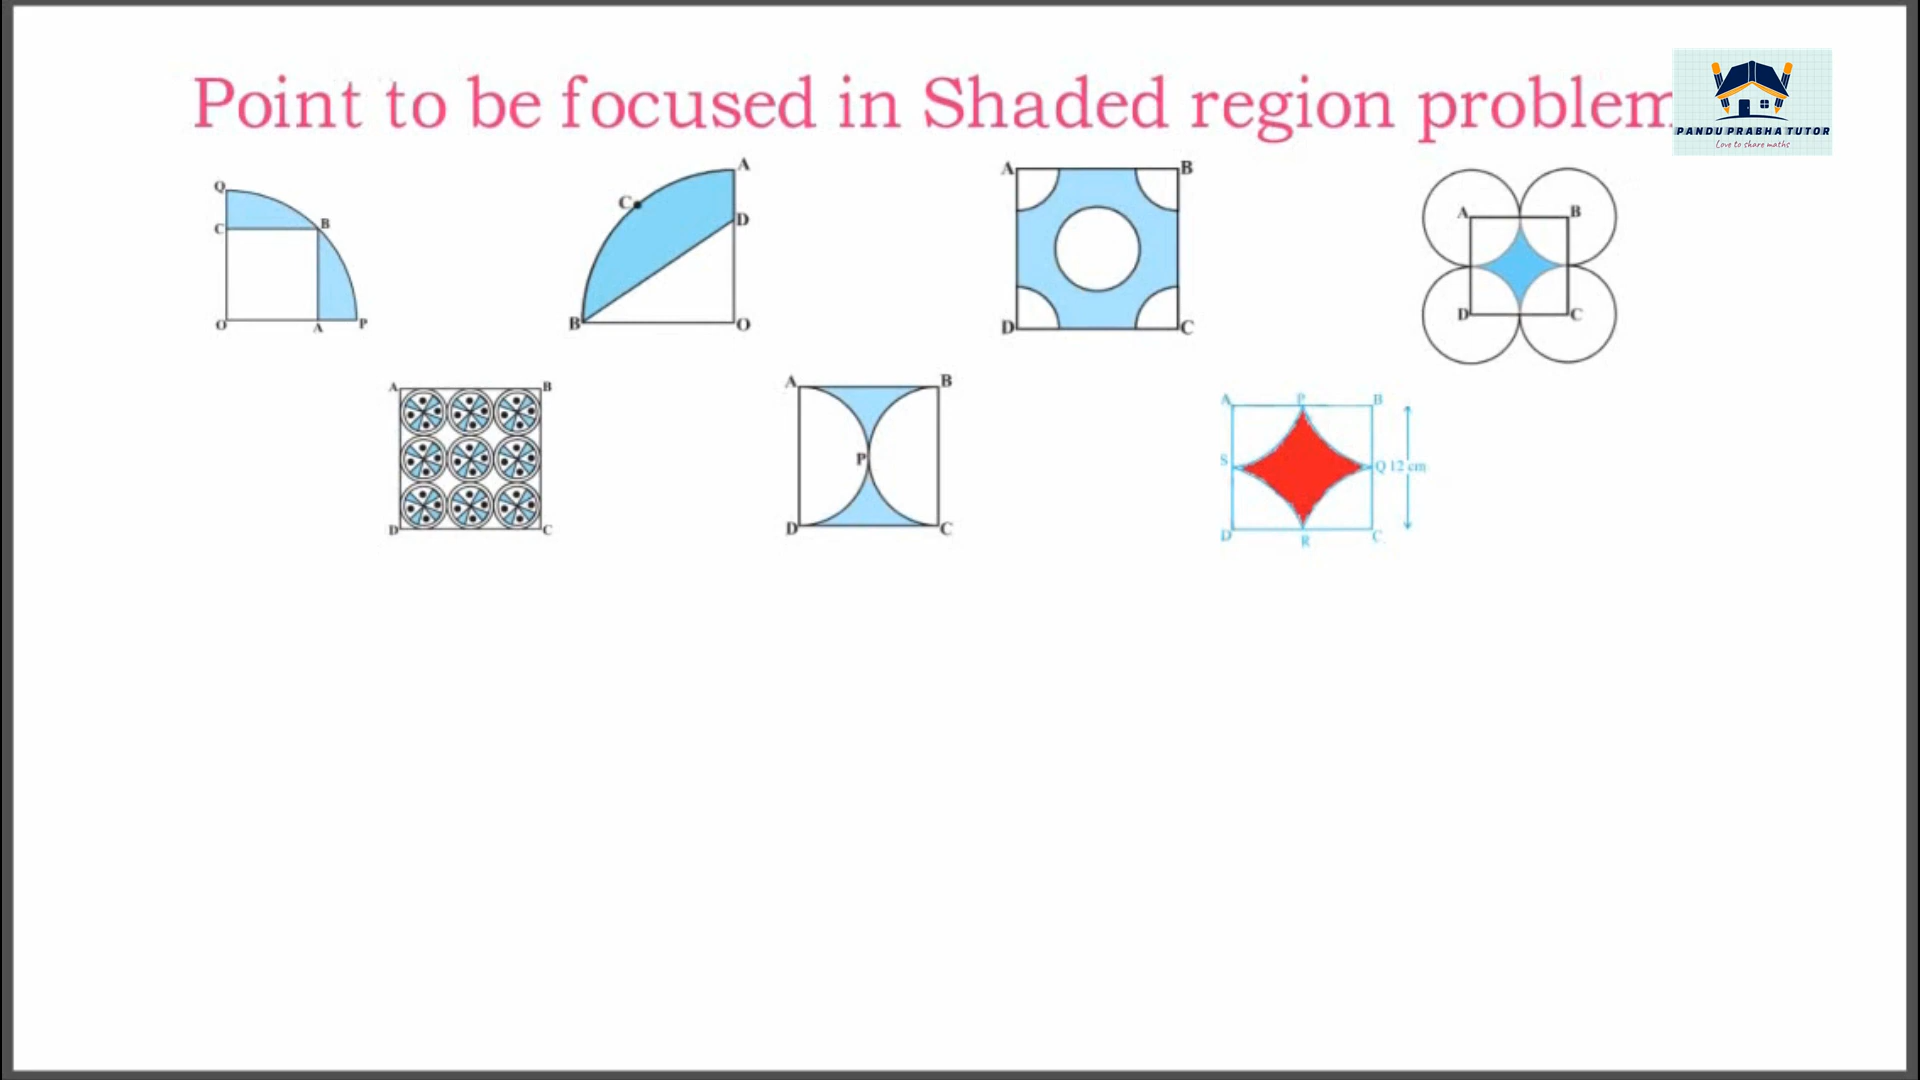 Point to be focused in Shaded region problem
PANDU PRABHA TUTOR
Love to share maths
Q
C
B
O
A
P
A
C
D
B
O
A
B
D
C
A
B
D
C
A
B
D
C
A
B
P
D
C
A
P
B
S
Q 12 cm
D
R
C